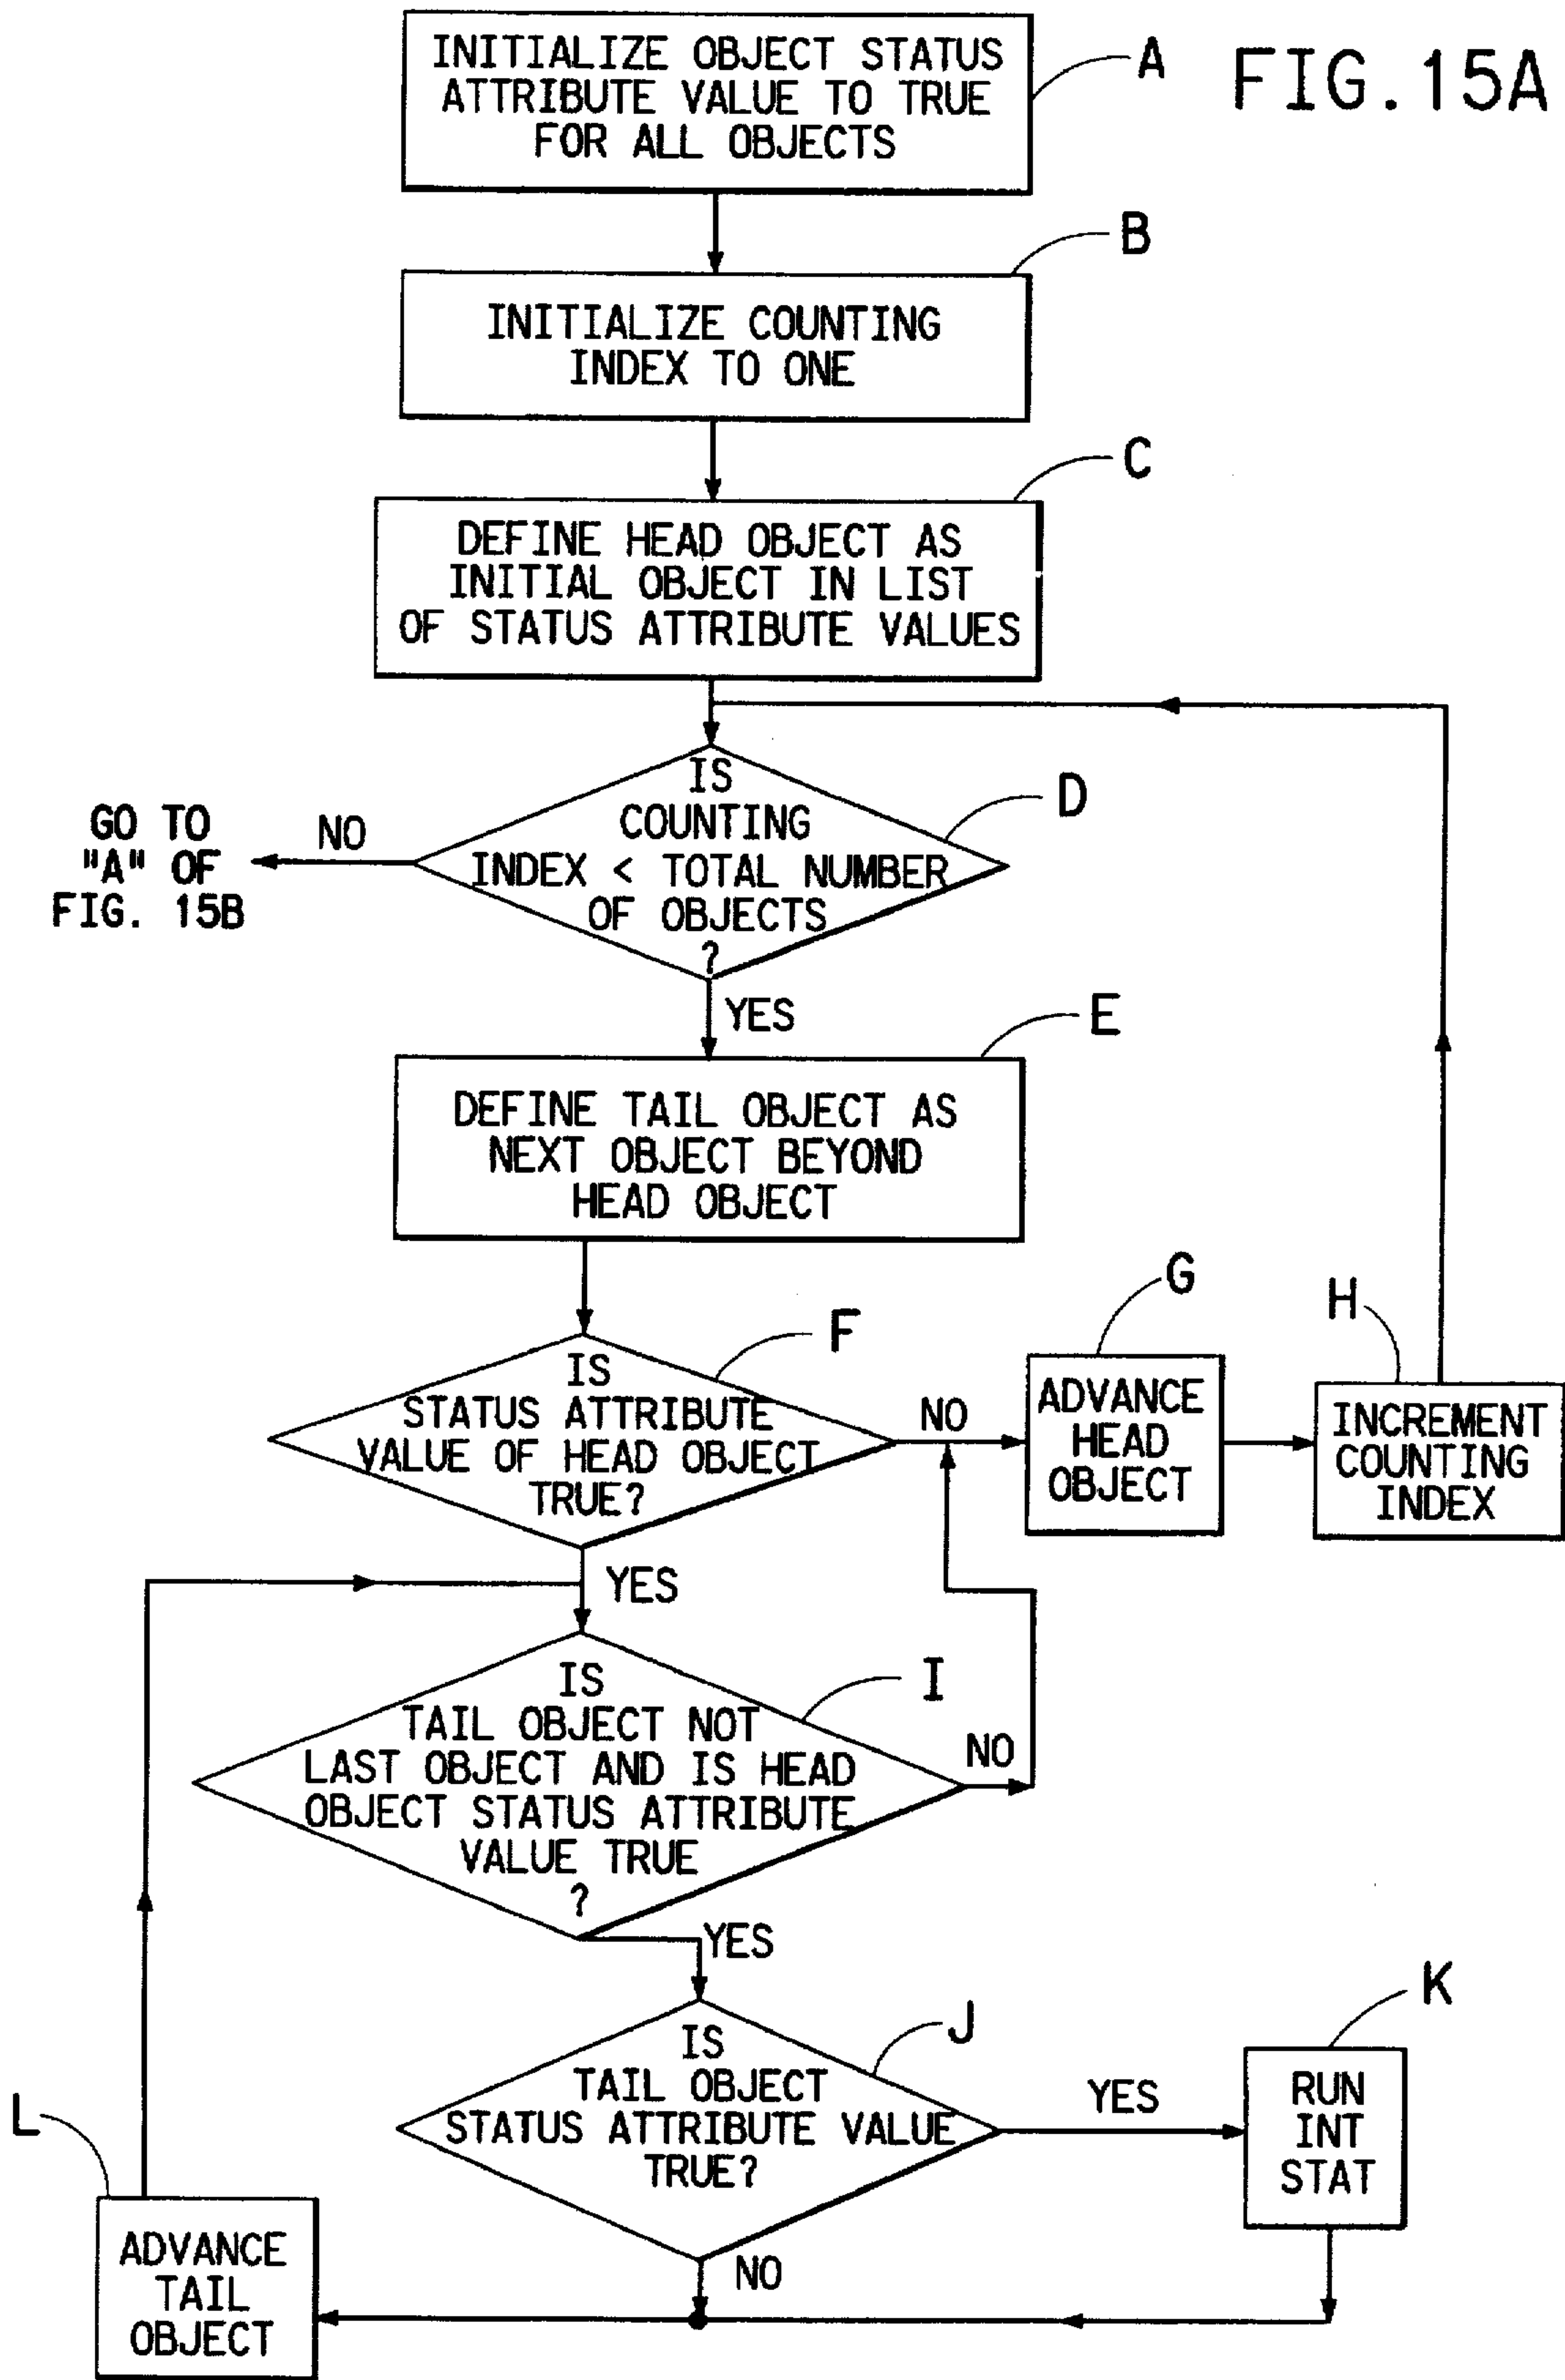 INITIALIZE OBJECT STATUS
ATTRIBUTE VALUE TO TRUE
FOR ALL OBJECTS
A
FIG.15A
B
INITIALIZE COUNTING
INDEX TO ONE
C
DEFINE HEAD OBJECT AS
INITIAL OBJECT IN LIST
OF STATUS ATTRIBUTE VALUES
IS
COUNTING
INDEX < TOTAL NUMBER
OF OBJECTS
?
D
NO
GO TO
"A" OF
FIG. 15B
YES
E
DEFINE TAIL OBJECT AS
NEXT OBJECT BEYOND
HEAD OBJECT
F
IS
STATUS ATTRIBUTE
VALUE OF HEAD OBJECT
TRUE?
NO
G
ADVANCE
HEAD
OBJECT
H
INCREMENT
COUNTING
INDEX
YES
I
IS
TAIL OBJECT NOT
LAST OBJECT AND IS HEAD
OBJECT STATUS ATTRIBUTE
VALUE TRUE
?
NO
YES
J
IS
TAIL OBJECT
STATUS ATTRIBUTE VALUE
TRUE?
YES
K
RUN
INT
STAT
NO
L
ADVANCE
TAIL
OBJECT